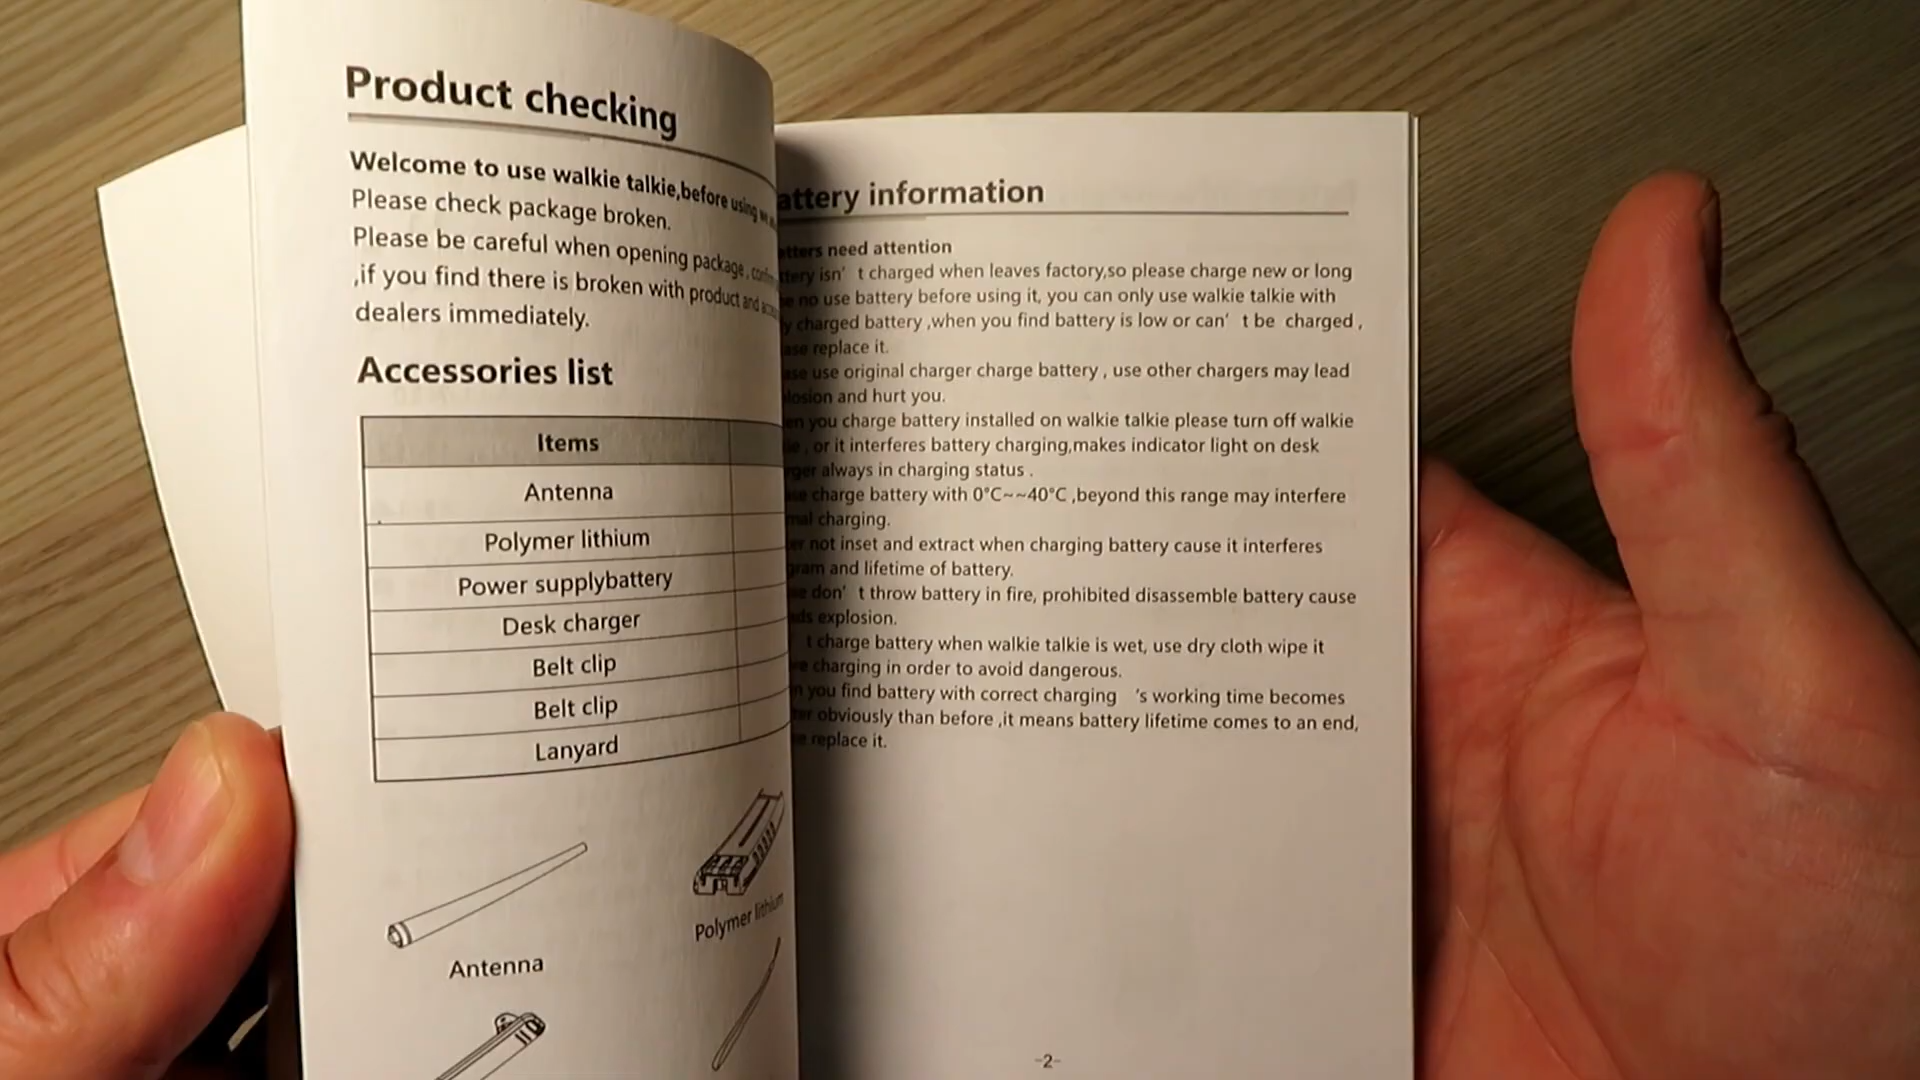 Product checking
Welcome to use walkie talkie,before using
Please check package broken.
Please be careful when opening package ,
,if you find there is broken with product and
dealers immediately.
Accessories list
Items
Antenna
Polymer lithium
Power supplybattery
Desk charger
Belt clip
Belt clip
Lanyard
Polymer lithium
Antenna
attery information
need attention
isn' t charged when leaves factory,so please charge new or long
no use battery before using it, you can only use walkie talkie with
charged battery ,when you find battery is low or can' t be charged ,
replace it.
use original charger charge battery , use other chargers may lead
and hurt you.
you charge battery installed on walkie talkie please turn off walkie
, or it interferes battery charging,makes indicator light on desk
always in charging status .
charge battery with 0°C~~40°C ,beyond this range may interfere
charging.
not inset and extract when charging battery cause it interferes
and lifetime of battery.
don' t throw battery in fire, prohibited disassemble battery cause
explosion.
t charge battery when walkie talkie is wet, use dry cloth wipe it
charging in order to avoid dangerous.
you find battery with correct charging 's working time becomes
obviously than before ,it means battery lifetime comes to an end,
replace it.
-2-